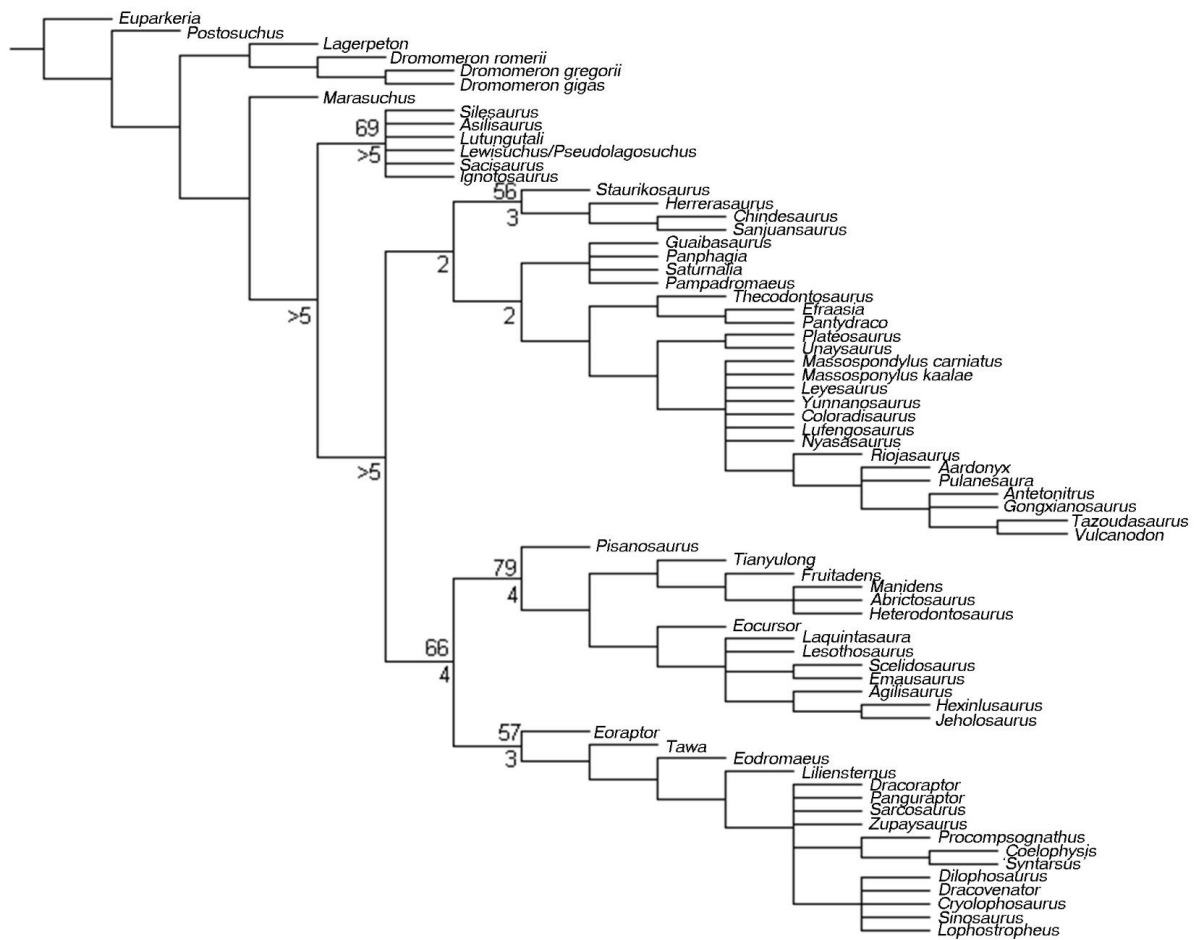 Euparkeria
Postosuchus
Lagerpeton
Dromomeron romerii
Dromomeron gregorii
Dromomeron gigas
Marasuchus
Silesaurus
69
Asilisaurus
Lutungutali
>5
Lewisuchus/Pseudolagosuchus
Sacisaurus
Ignotosaurus
56
Staurikosaurus
Herrerasaurus
3
Chindesaurus
Sanjuansaurus
Guaibasaurus
Panphagia
2
Saturnalia
Pampadromaeus
Thecodontosaurus
Efraasia
>5
2
Pantydraco
Plateosaurus
Unaysaurus
Massospondylus carniatus
Massosponylus kaalae
Leyesaurus
Yunnanosaurus
Coloradisaurus
Lufengosaurus
Nyasasaurus
Riojasaurus
>5
Aardonyx
Pulanesaura
Antetonitrus
Gongxianosaurus
Tazoudasaurus
Vulcanodon
Pisanosaurus
Tianyulong
79
Fruitadens
Manidens
4
Abrictosaurus
Heterodontosaurus
Eocursor
Laquintasaura
66
Lesothosaurus
Scelidosaurus
4
Emausaurus
Agilisaurus
Hexinlusaurus
Jeholosaurus
57
Eoraptor
Tawa
3
Eodromaeus
Liliensternus
Dracoraptor
Panguraptor
Sarcosaurus
Zupaysaurus
Procompsognathus
Coelophysis
'Syntarsus'
Dilophosaurus
Dracovenator
Cryolophosaurus
Sinosaurus
Lophostropheus